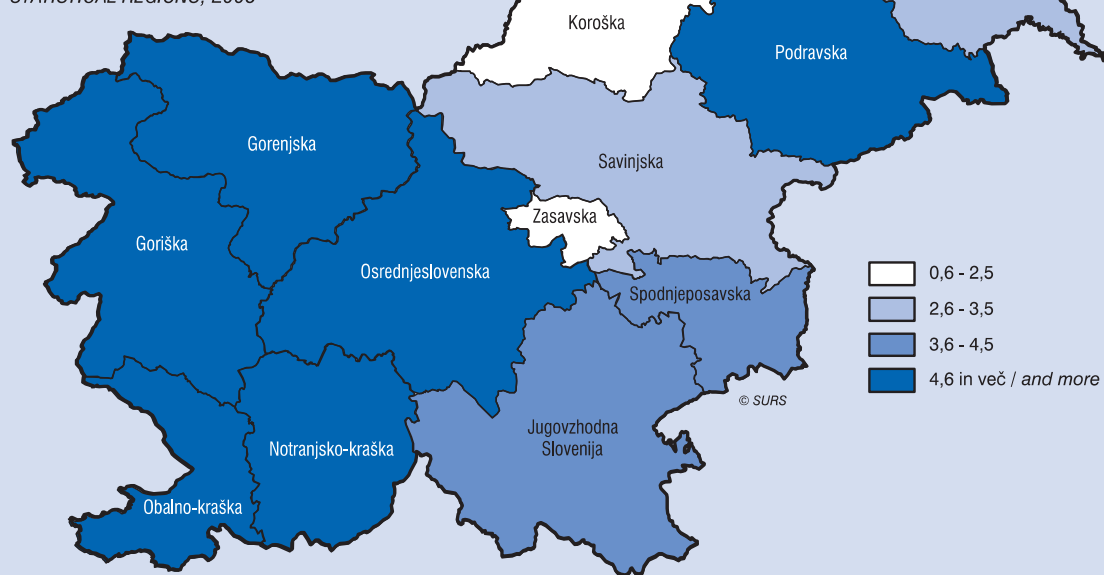 Koroška
Podravska
Gorenjska
Savinjska
Zasavska
Goriška
Osrednjeslovenska
Spodnjeposavska
0,6 - 2,5
2,6 - 3,5
3,6 - 4,5
4,6 in več / and more
© SURS
Jugovzhodna
Slovenija
Notranjsko-kraška
Obalno-kraška